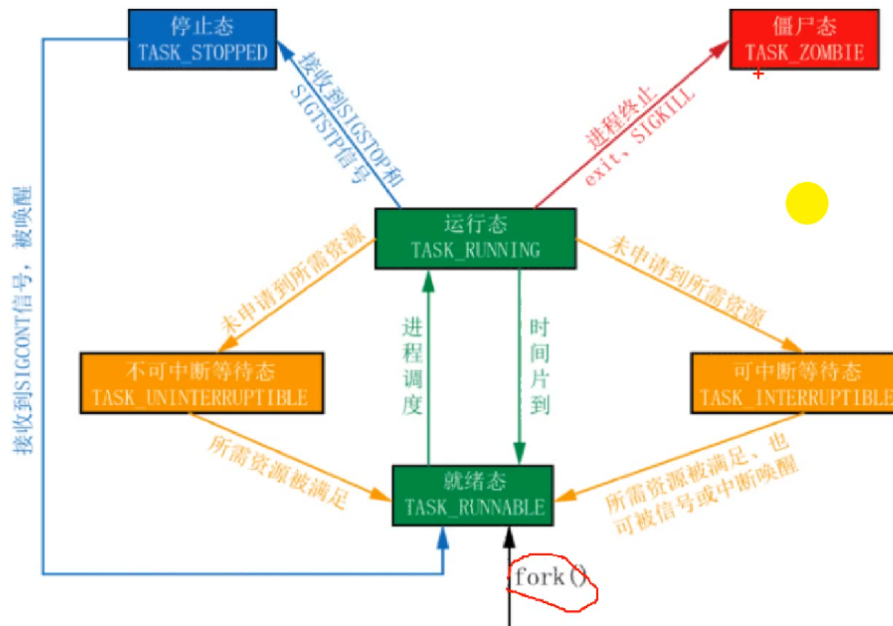 停止态
TASK_STOPPED
僵尸态
TASK_ZOMBIE
接收到SIGSTOP和
SIGTSTP信号
进程终止
exit、SIGKILL
接收到SIGCONT信号，被唤醒
运行态
TASK_RUNNING
未申请到所需资源
未申请到所需资源
进程调度
时间片到
不可中断等待态
TASK_UNINTERRUPTIBLE
可中断等待态
TASK_INTERRUPTIBLE
所需资源被满足
所需资源被满足、也
可被信号或中断唤醒
就绪态
TASK_RUNNABLE
fork()